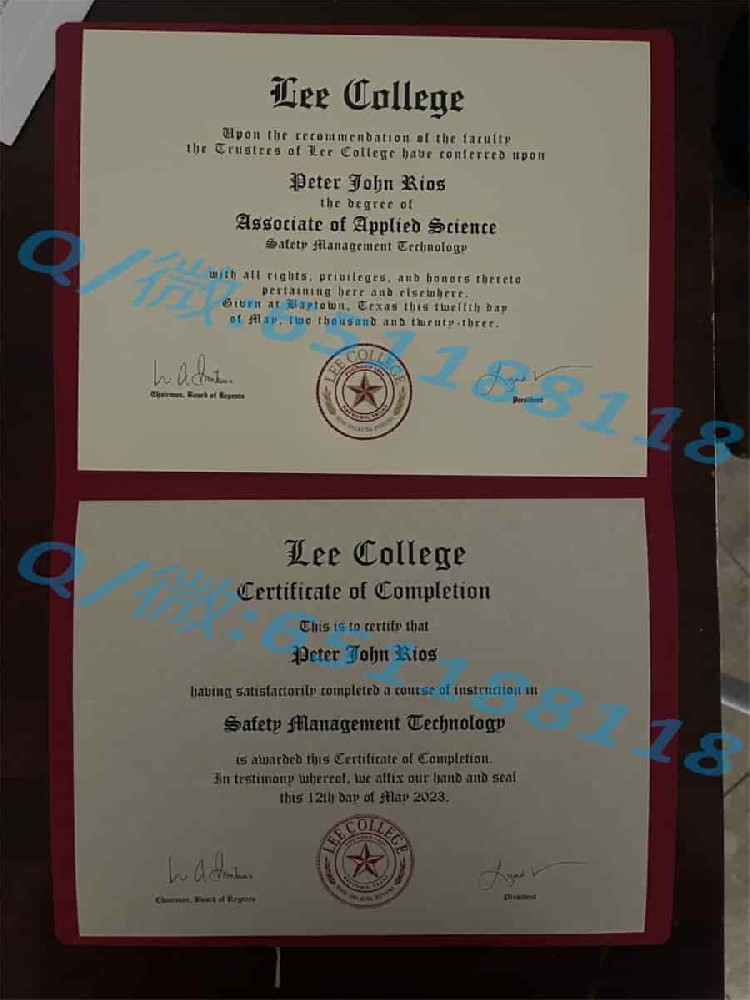 Lee College
Upon the recommendation of the faculty
the Trustees of Lee College have conferred upon
Peter John Rios
the degree of
Associate of Applied Science
Safety Management Technology
with all rights, privileges, and honors thereto
pertaining here and elsewhere.
Given at Baytown, Texas this twelfth day
of May, two thousand and twenty-three.
Q/微:651188118
LEE COLLEGE
Chairman, Board of Regents
President
Lee College
Certificate of Completion
This is to certify that
Peter John Rios
having satisfactorily completed a course of instruction in
Safety Management Technology
is awarded this Certificate of Completion.
In testimony whereof, we affix our hand and seal
this 12th day of May 2023.
Q/微:651188118
LEE COLLEGE
Chairman, Board of Regents
President